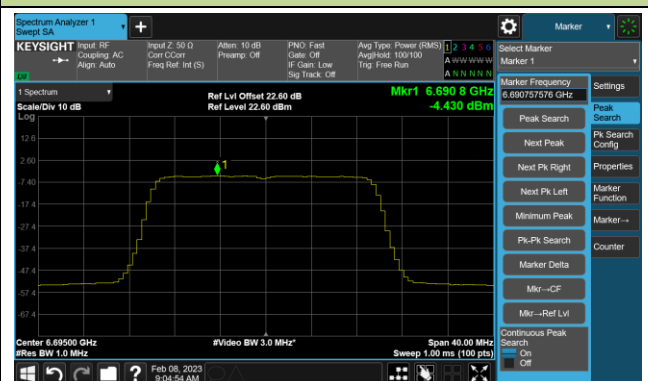 Spectrum Analyzer 1
Swept SA
Marker
KEYSIGHT
Input: RF
Coupling: AC
Align: Auto
Input Z: 50 Ω
Corr CCorr
Freq Ref: Int (S)
Atten: 10 dB
Preamp: Off
PNO: Fast
Gate: Off
IF Gain: Low
Sig Track: Off
Avg Type: Power (RMS)
Avg|Hold: 100/100
Trig: Free Run
1 2 3 4 5 6
A W W W W W
A N N N N N
LXI
Select Marker
Marker 1
1 Spectrum
Scale/Div 10 dB
Log
Ref Lvl Offset 22.60 dB
Ref Level 22.60 dBm
Mkr1 6.690 8 GHz
-4.430 dBm
12.6
2.60
-7.40
-17.4
-27.4
-37.4
-47.4
-57.4
-67.4
1
Center 6.69500 GHz
#Res BW 1.0 MHz
#Video BW 3.0 MHz*
Span 40.00 MHz
Sweep 1.00 ms (100 pts)
Marker Frequency
6.690757576 GHz
Peak Search
Next Peak
Next Pk Right
Next Pk Left
Minimum Peak
Pk-Pk Search
Marker Delta
Mkr→CF
Mkr→Ref Lvl
Continuous Peak
Search
On
Off
Settings
Peak
Search
Pk Search
Config
Properties
Marker
Function
Marker→
Counter
?
Feb 08, 2023
9:04:54 AM